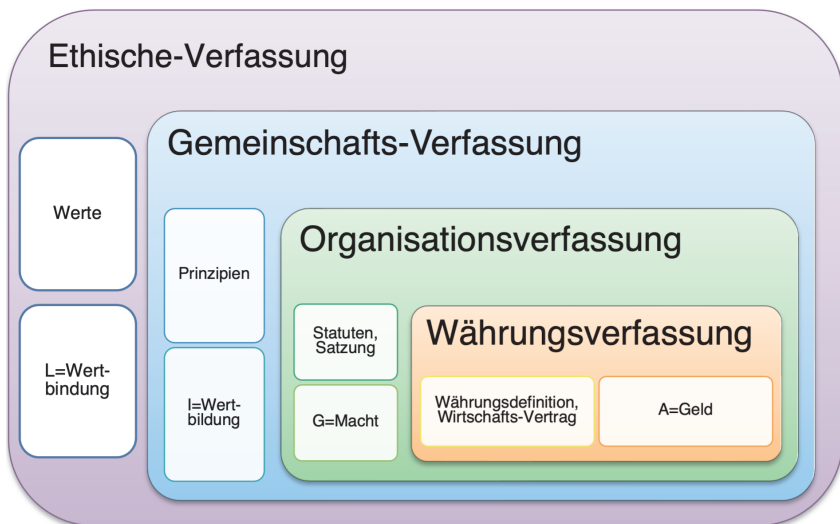 Ethische-Verfassung
Gemeinschafts-Verfassung
Werte
Organisationsverfassung
Prinzipien
L=Wert-
bindung
I=Wert-
bildung
Statuten,
Satzung
G=Macht
Währungsverfassung
Währungsdefinition,
Wirtschafts-Vertrag
A=Geld